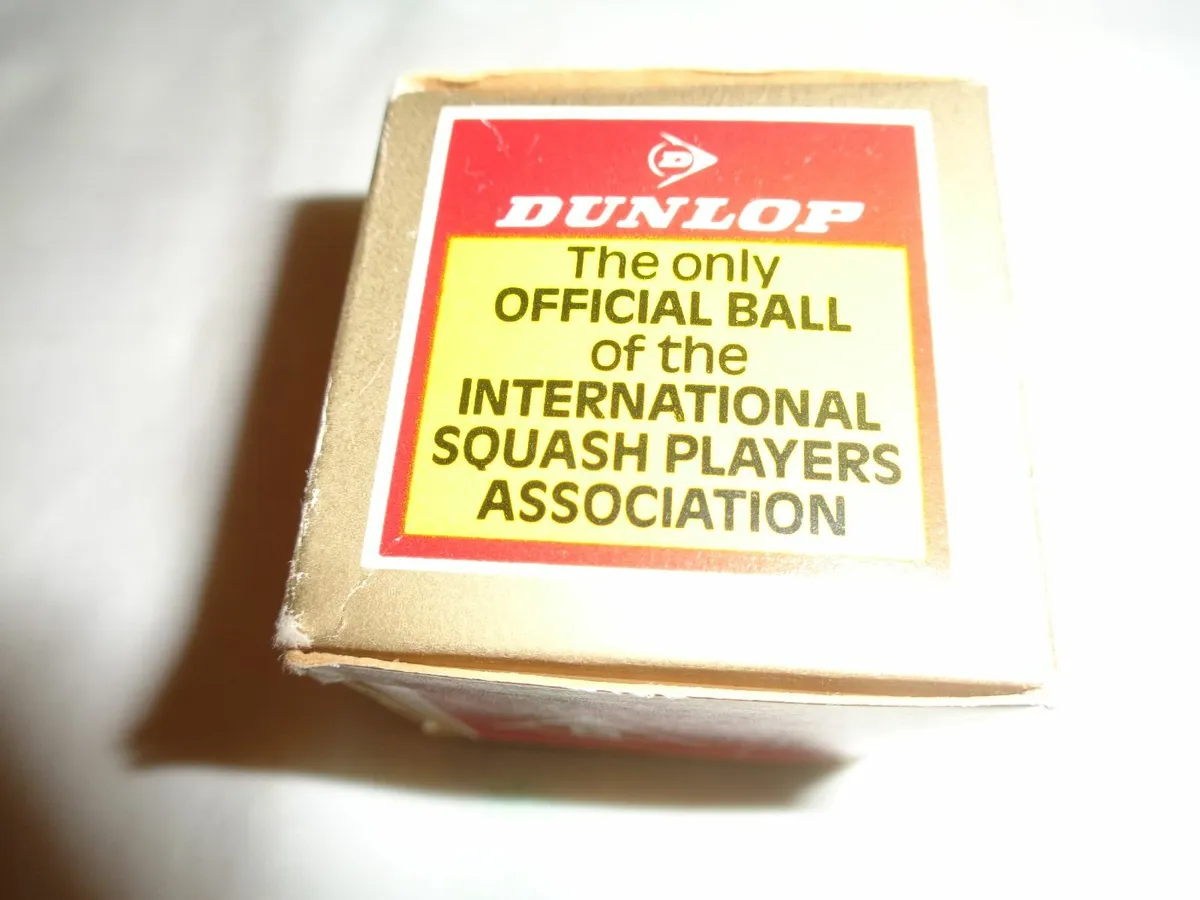 D
DUNLOP
The only
OFFICIAL BALL
of the
INTERNATIONAL
SQUASH PLAYERS
ASSOCIATION